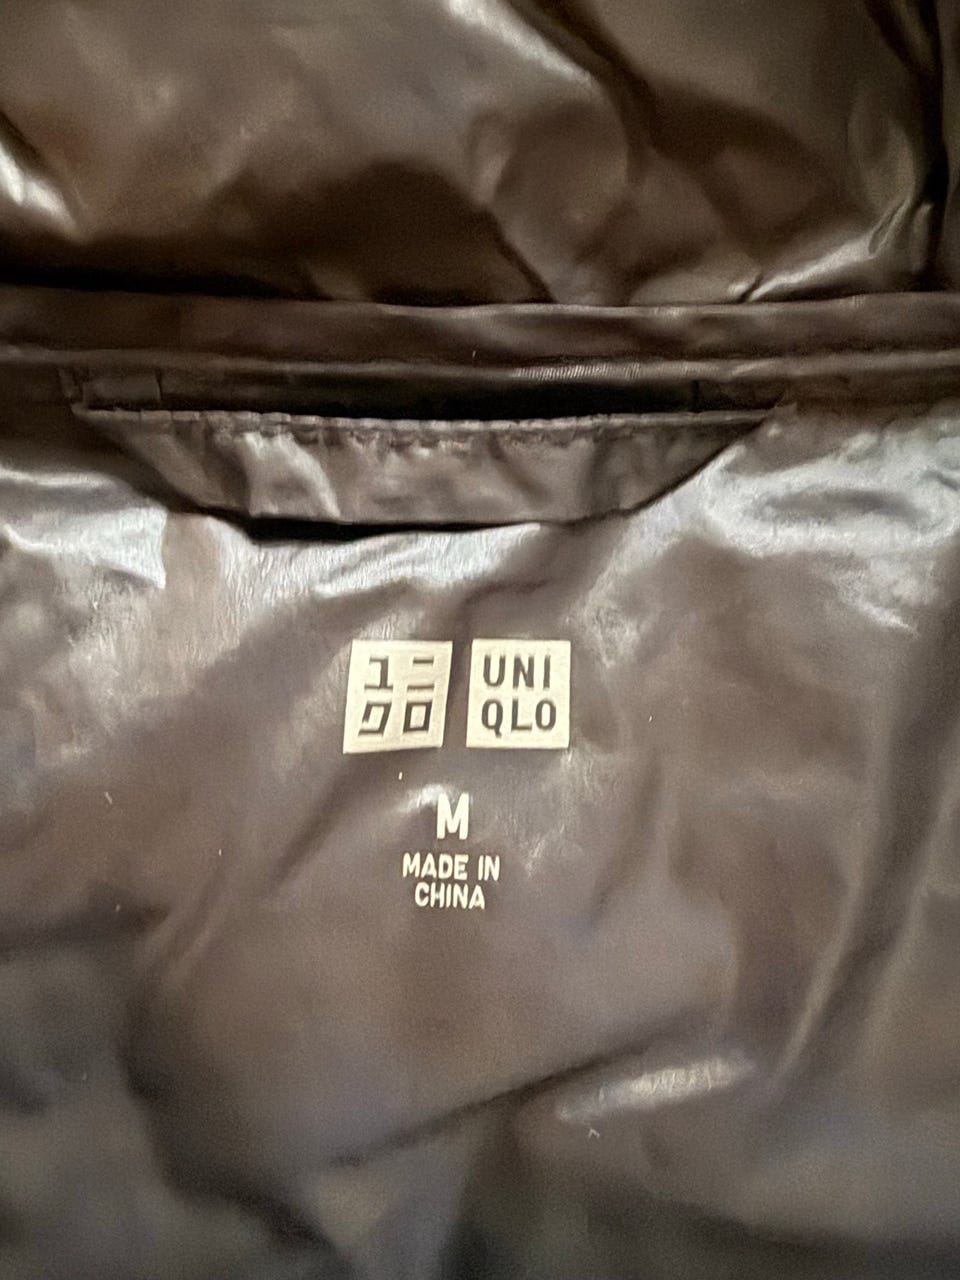 ユニ UNI
クロ QLO
M
MADE IN
CHINA